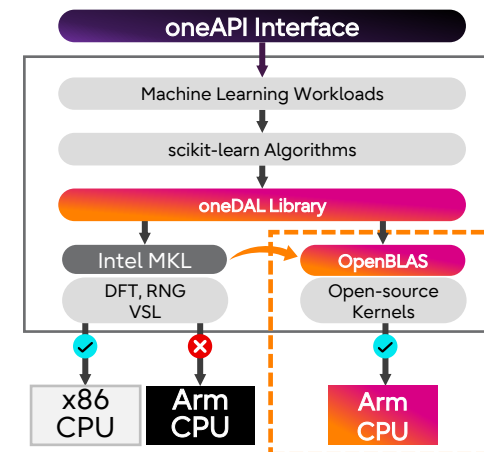 oneAPI Interface
Machine Learning Workloads
scikit-learn Algorithms
oneDAL Library
Intel MKL
OpenBLAS
DFT, RNG
VSL
Open-source
Kernels
x86
CPU
Arm
CPU
Arm
CPU